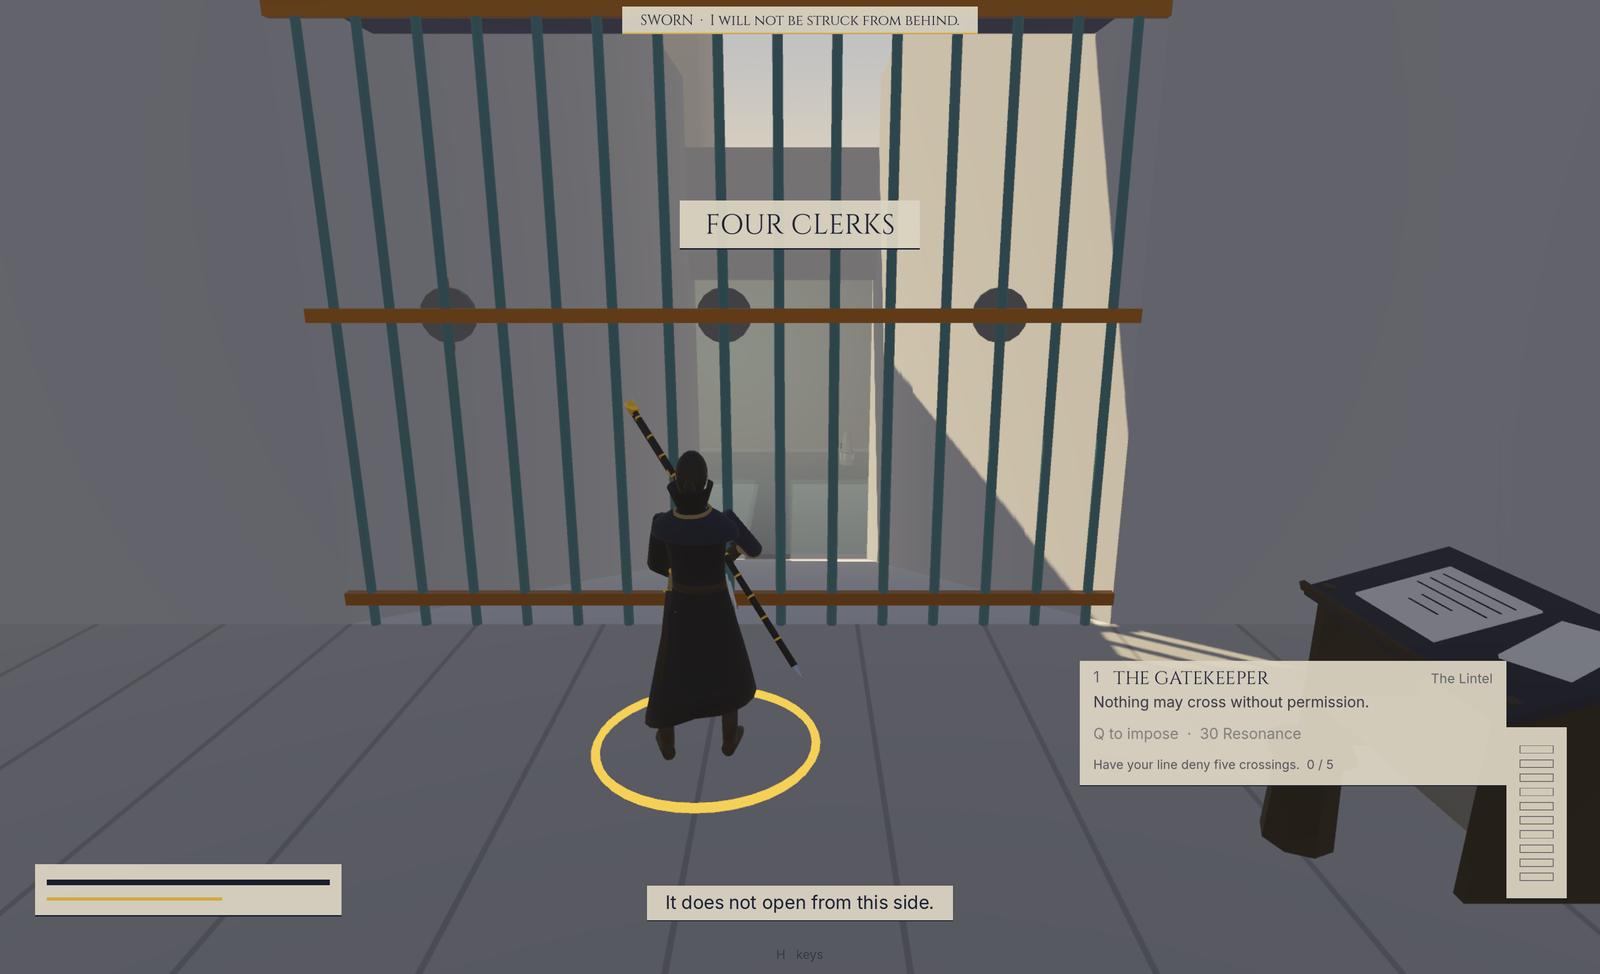 SWORN · I WILL NOT BE STRUCK FROM BEHIND.
FOUR CLERKS
1 THE GATEKEEPER The Lintel
Nothing may cross without permission.
Q to impose · 30 Resonance
Have your line deny five crossings. 0 / 5
It does not open from this side.
H keys